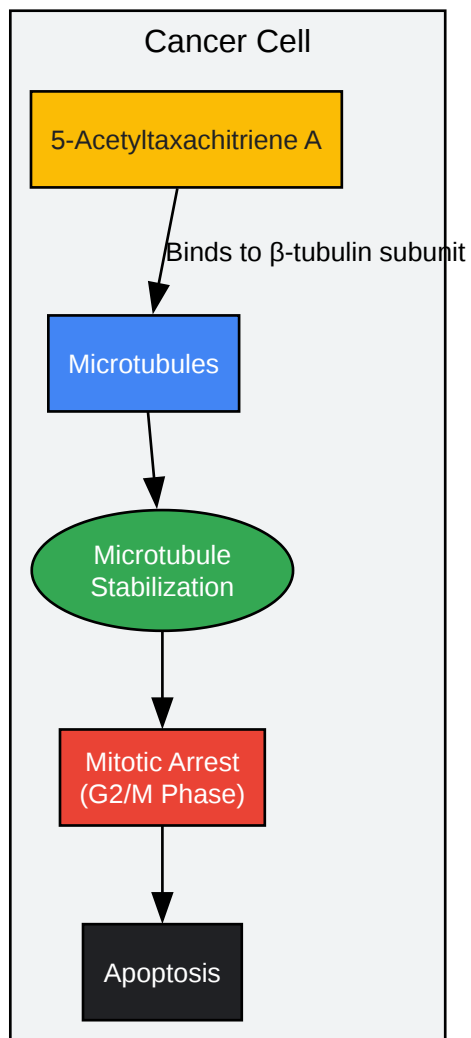 Cancer Cell
5-Acetyltaxachitriene A
Binds to β-tubulin subunit
Microtubules
Microtubule
Stabilization
Mitotic Arrest
(G2/M Phase)
Apoptosis